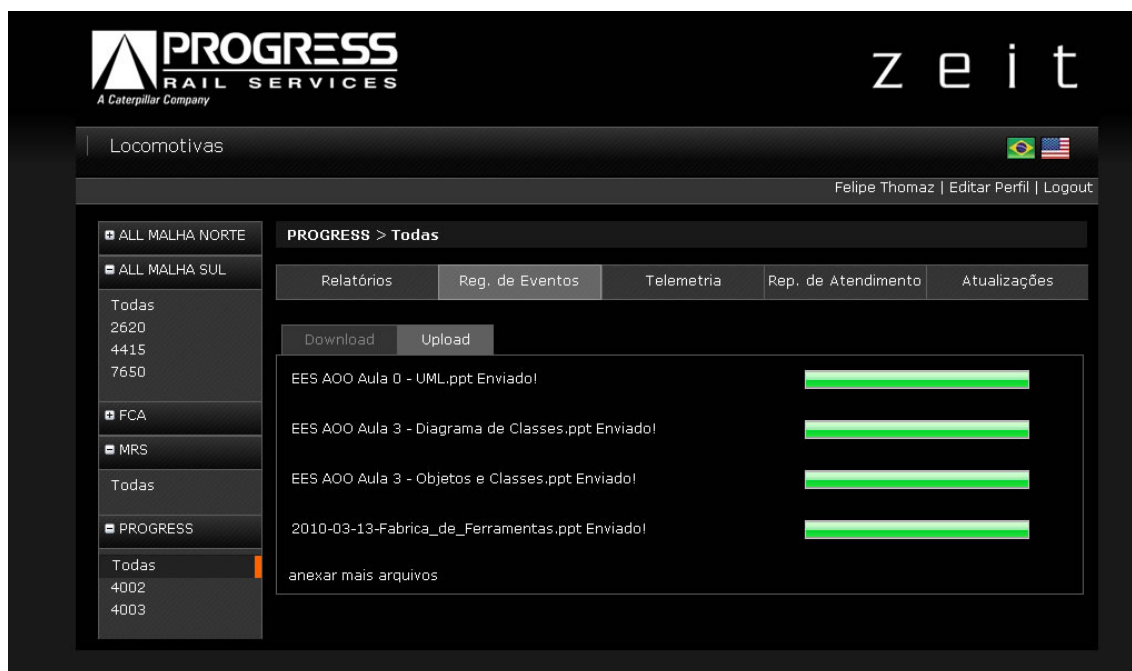 PROGRESS
RAIL SERVICES
A Caterpillar Company
zeit
Locomotivas
Felipe Thomaz | Editar Perfil | Logout
ALL MALHA NORTE
ALL MALHA SUL
Todas
2620
4415
7650
FCA
MRS
Todas
PROGRESS
Todas
4002
4003
PROGRESS > Todas
Relatórios Reg. de Eventos Telemetria Rep. de Atendimento Atualizações
Download Upload
EES AOO Aula 0 - UML.ppt Enviado!
EES AOO Aula 3 - Diagrama de Classes.ppt Enviado!
EES AOO Aula 3 - Objetos e Classes.ppt Enviado!
2010-03-13-Fabrica_de_Ferramentas.ppt Enviado!
anexar mais arquivos